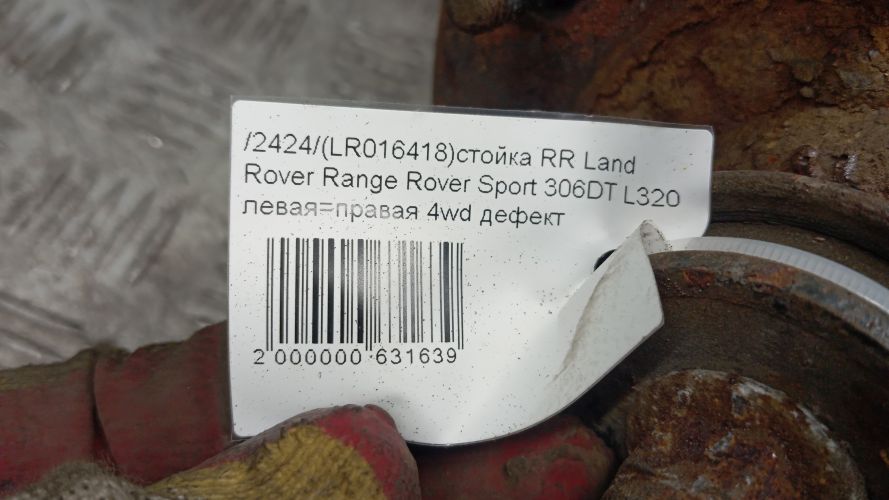 /2424/(LR016418)стойка RR Land
Rover Range Rover Sport 306DT L320
левая=правая 4wd дефект
2 000000 631639